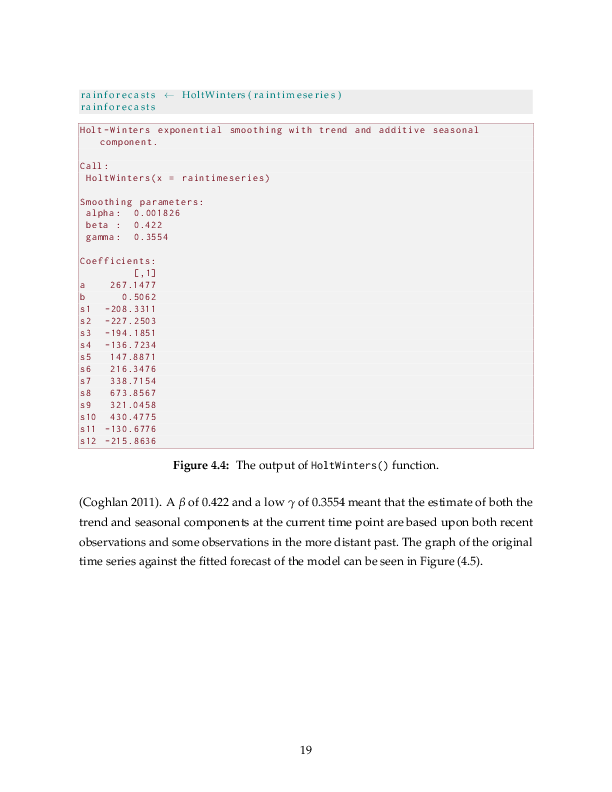 rainforecasts ← HoltWinters(raintimeseries)
rainforecasts
Holt-Winters exponential smoothing with trend and additive seasonal
component.
Call:
HoltWinters(x = raintimeseries)
Smoothing parameters:
alpha: 0.001826
beta : 0.422
gamma: 0.3554
Coefficients:
[,1]
a 267.1477
b 0.5062
s1 -208.3311
s2 -227.2503
s3 -194.1851
s4 -136.7234
s5 147.8871
s6 216.3476
s7 338.7154
s8 673.8567
s9 321.0458
s10 430.4775
s11 -130.6776
s12 -215.8636
Figure 4.4: The output of HoltWinters() function.
(Coghlan 2011). A β of 0.422 and a low γ of 0.3554 meant that the estimate of both the
trend and seasonal components at the current time point are based upon both recent
observations and some observations in the more distant past. The graph of the original
time series against the fitted forecast of the model can be seen in Figure (4.5).
19